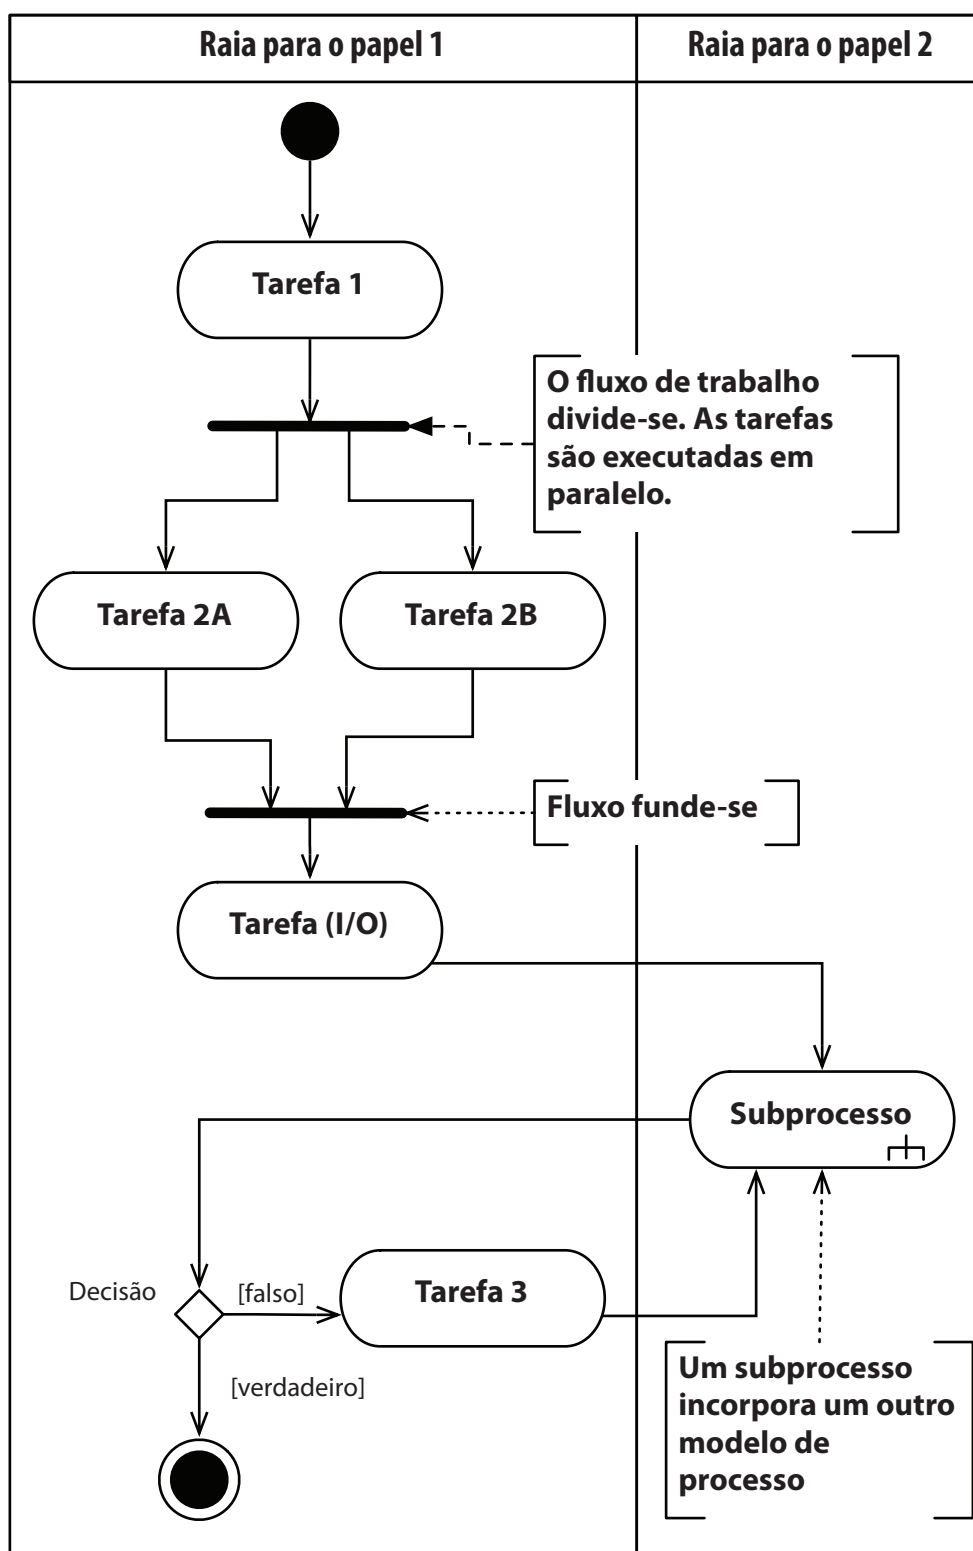 Raia para o papel 1
Raia para o papel 2
Tarefa 1
O fluxo de trabalho
divide-se. As tarefas
são executadas em
paralelo.
Tarefa 2A
Tarefa 2B
Fluxo funde-se
Tarefa (I/O)
Subprocesso
Decisão
[falso]
Tarefa 3
[verdadeiro]
Um subprocesso
incorpora um outro
modelo de
processo